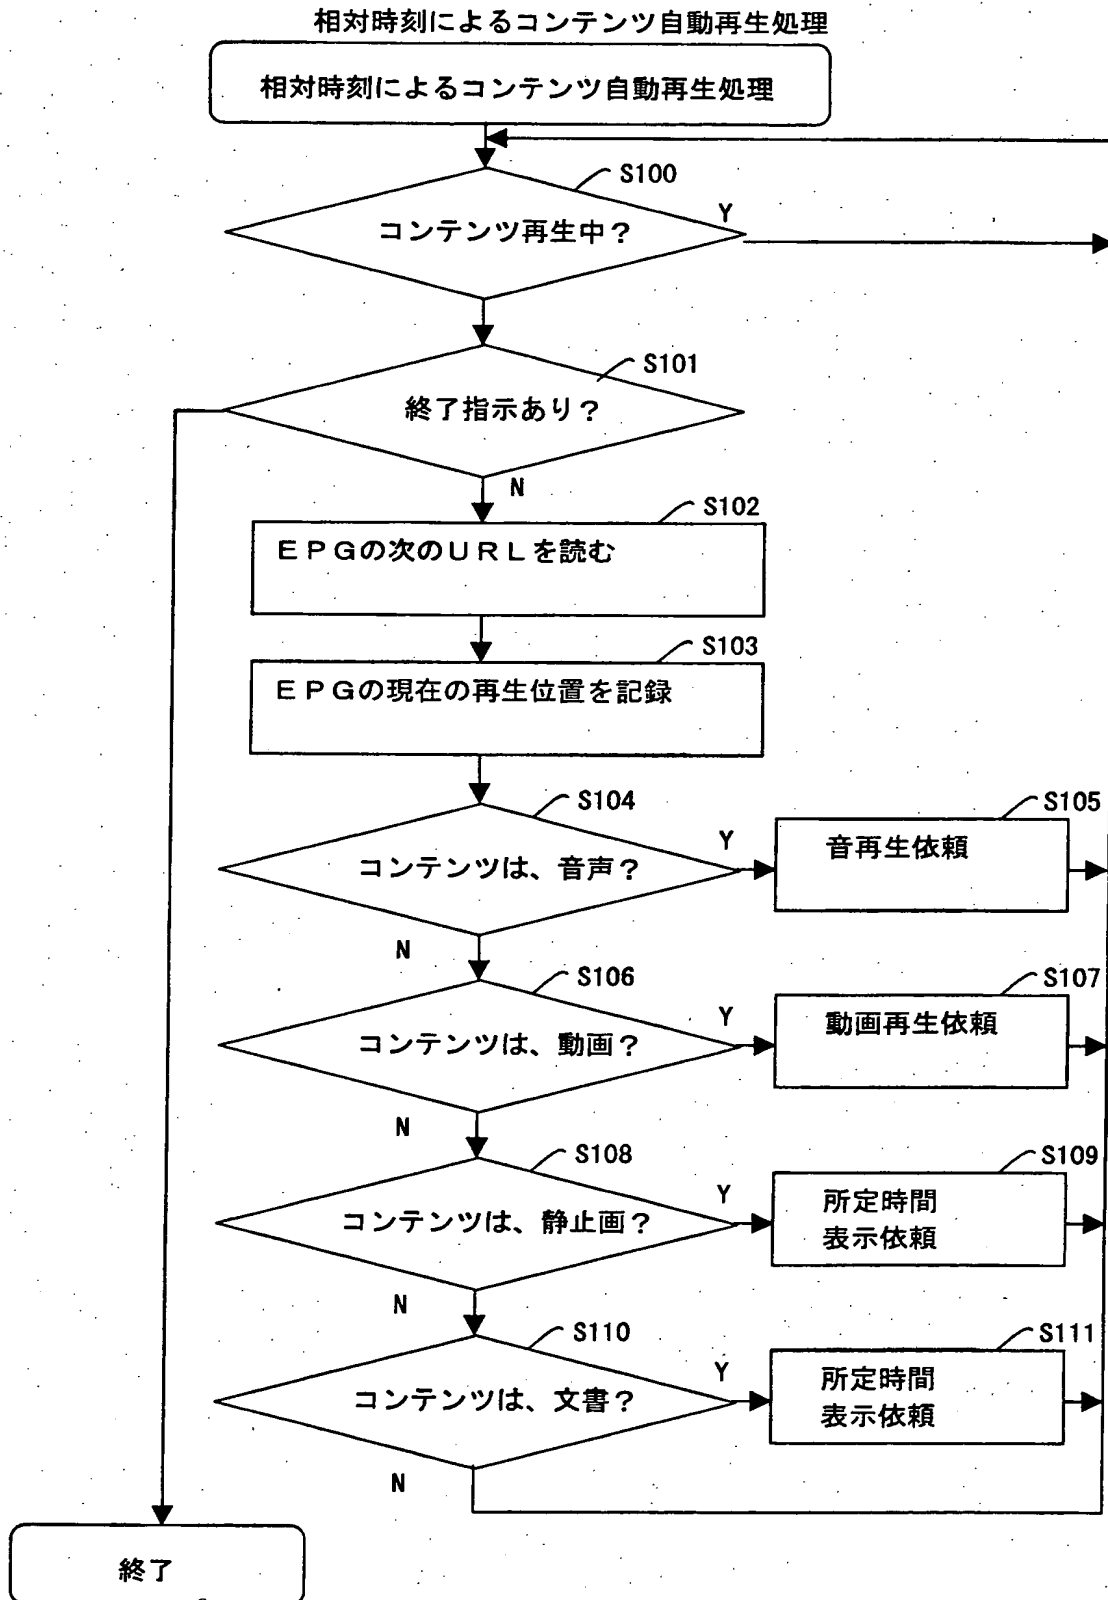 相対時刻によるコンテンツ自動再生処理
相対時刻によるコンテンツ自動再生処理
S100
コンテンツ再生中？
Y
S101
終了指示あり？
N
S102
ＥＰＧの次のＵＲＬを読む
S103
ＥＰＧの現在の再生位置を記録
S104
コンテンツは、音声？
Y
S105
音再生依頼
N
S106
コンテンツは、動画？
Y
S107
動画再生依頼
N
S108
コンテンツは、静止画？
Y
S109
所定時間
表示依頼
N
S110
コンテンツは、文書？
Y
S111
所定時間
表示依頼
N
終了